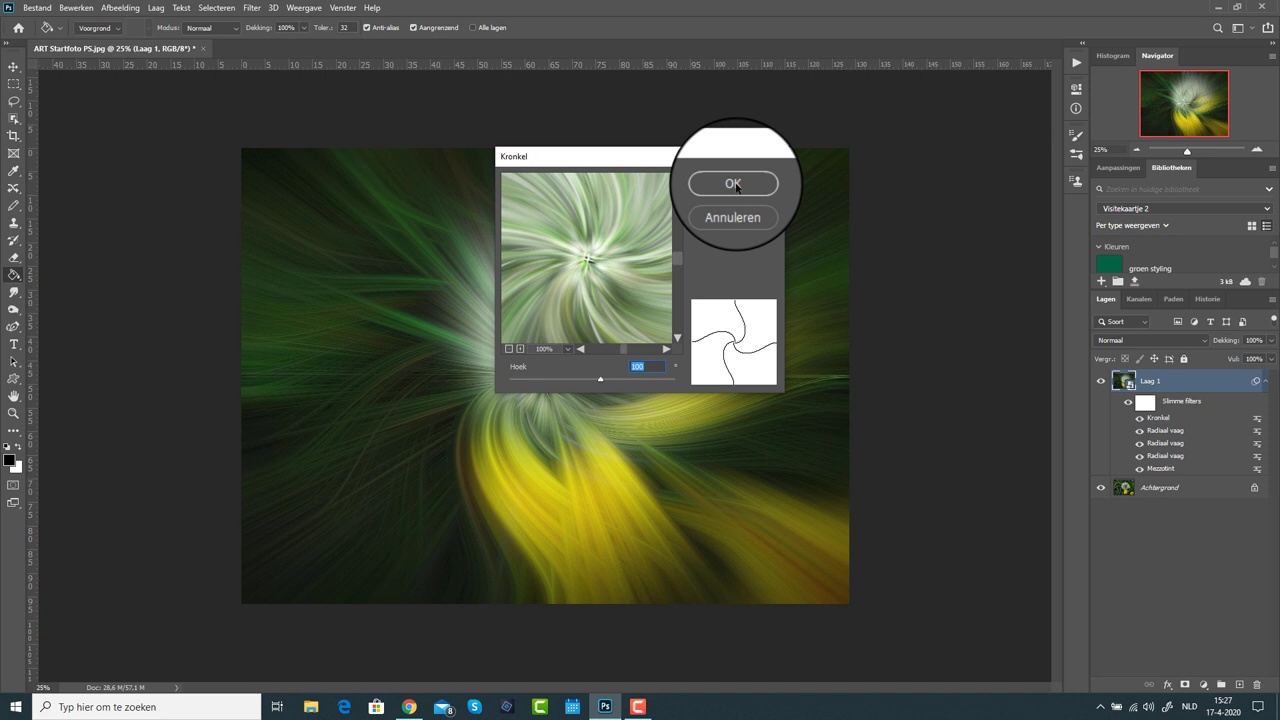 Bestand Bewerken Afbeelding Laag Tekst Selecteren Filter 3D Weergave Venster Help
Voorgrond Modus: Normaal Dekking: 100% Toler.: 32 Anti-alias Aangrenzend Alle lagen
ART Startfoto PS.jpg @ 25% (Laag 1, RGB/8*) *
Histogram Navigator
25%
Aanpassingen Bibliotheken
Zoeken in huidige bibliotheek
Visitekaartje 2
Per type weergeven
Kleuren
groen styling
3 kB
Lagen Kanalen Paden Historie
Soort
Normaal Dekking: 100%
Vergr.: Vul: 100%
Laag 1
Slimme filters
Kronkel
Radiaal vaag
Radiaal vaag
Radiaal vaag
Mezzotint
Achtergrond
Kronkel
OK
Annuleren
100%
Hoek 100 °
25% Doc: 28,6 M/57,1 M
Typ hier om te zoeken
8
NLD
15:27
17-4-2020